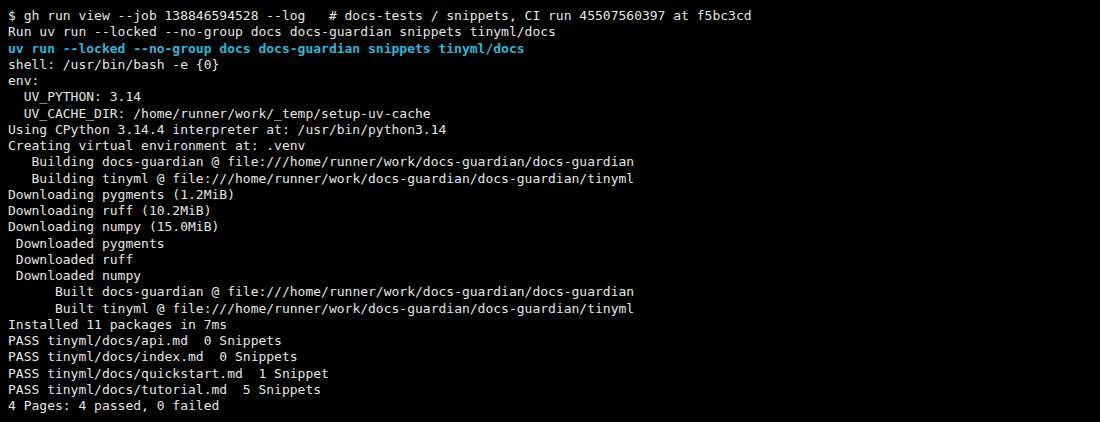 $ gh run view --job 138846594528 --log   # docs-tests / snippets, CI run 45507560397 at f5bc3cd
Run uv run --locked --no-group docs docs-guardian snippets tinyml/docs
uv run --locked --no-group docs docs-guardian snippets tinyml/docs
shell: /usr/bin/bash -e {0}
env:
  UV_PYTHON: 3.14
  UV_CACHE_DIR: /home/runner/work/_temp/setup-uv-cache
Using CPython 3.14.4 interpreter at: /usr/bin/python3.14
Creating virtual environment at: .venv
   Building docs-guardian @ file:///home/runner/work/docs-guardian/docs-guardian
   Building tinyml @ file:///home/runner/work/docs-guardian/docs-guardian/tinyml
Downloading pygments (1.2MiB)
Downloading ruff (10.2MiB)
Downloading numpy (15.0MiB)
 Downloaded pygments
 Downloaded ruff
 Downloaded numpy
      Built docs-guardian @ file:///home/runner/work/docs-guardian/docs-guardian
      Built tinyml @ file:///home/runner/work/docs-guardian/docs-guardian/tinyml
Installed 11 packages in 7ms
PASS tinyml/docs/api.md  0 Snippets
PASS tinyml/docs/index.md  0 Snippets
PASS tinyml/docs/quickstart.md  1 Snippet
PASS tinyml/docs/tutorial.md  5 Snippets
4 Pages: 4 passed, 0 failed